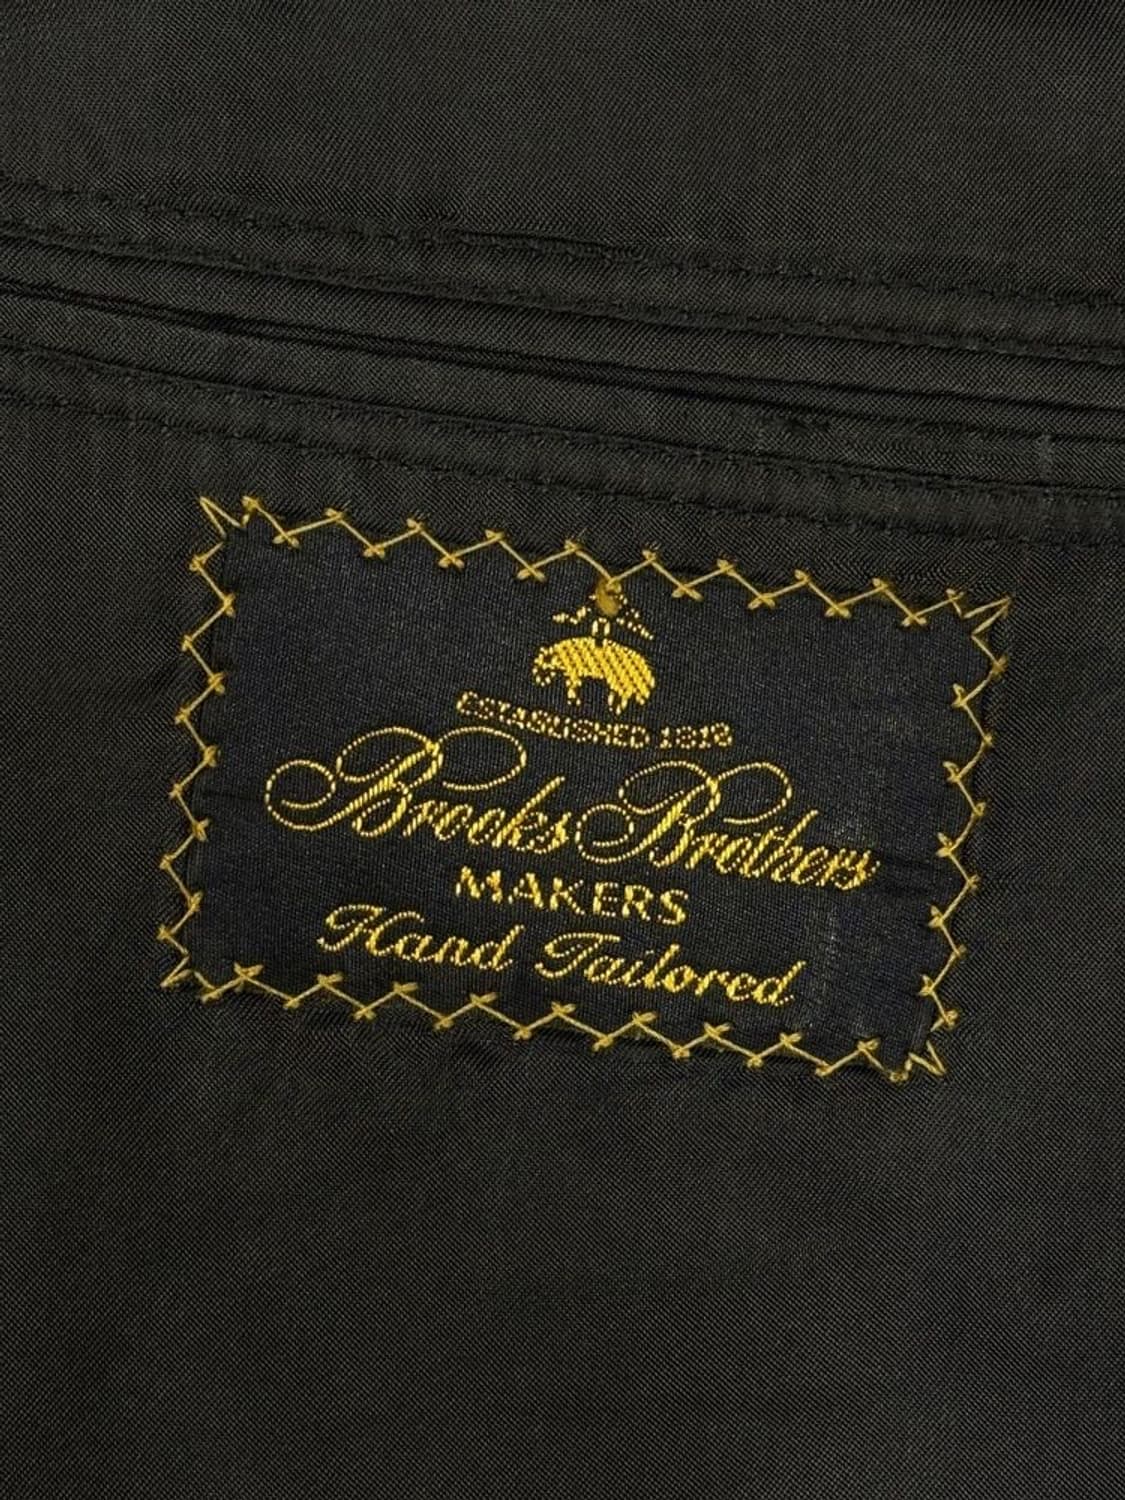 ESTABLISHED 1818
Brooks Brothers
MAKERS
Hand Tailored